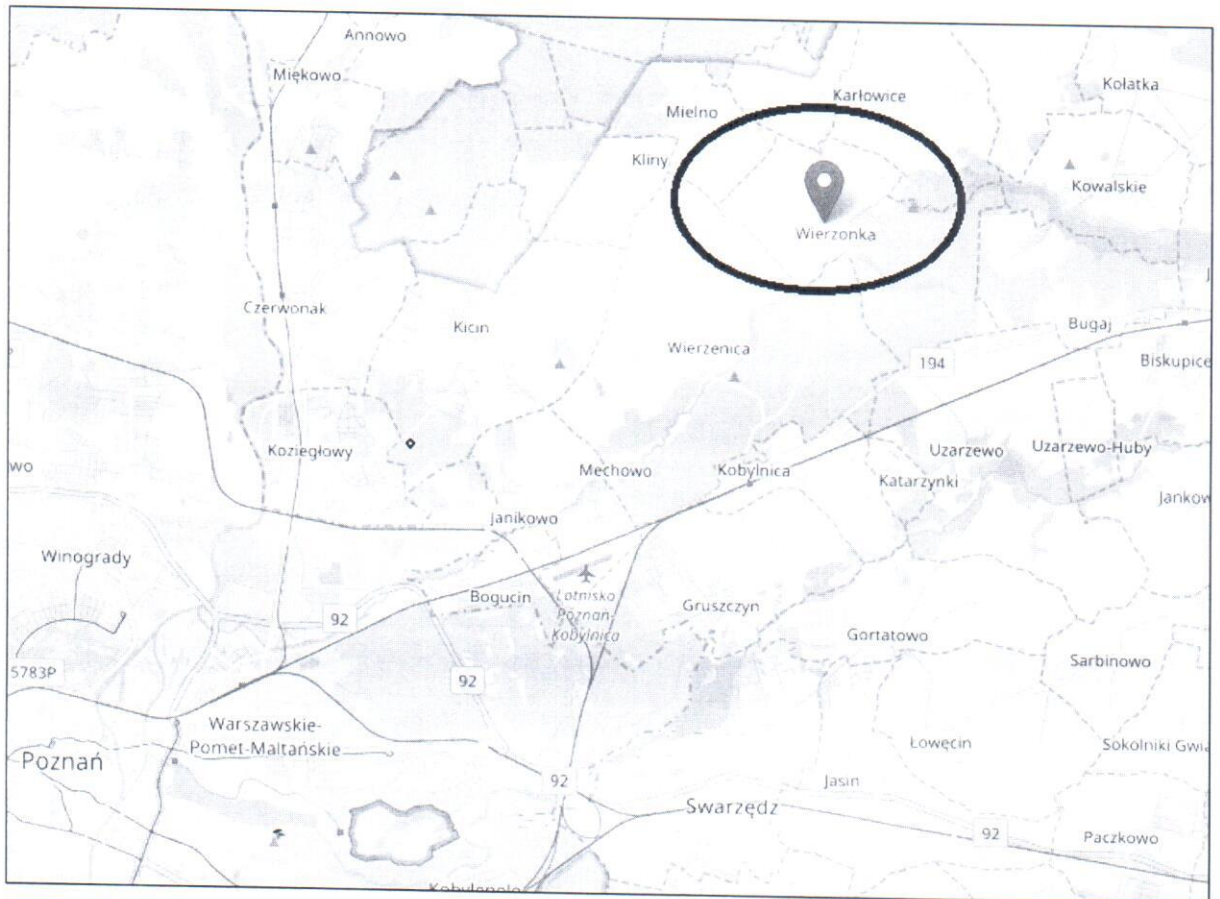 Annowo
Miękowo
Kołatka
Karłowice
Mielno
Kliny
Kowalskie
Wierzonka
Czerwonak
Kicin
Bugaj
Wierzenica
194
Biskupice
Koziegłowy
Uzarzewo
Uzarzewo-Huby
wo
Mechowo
Kobylnica
Katarzynki
Jankow
Janikowo
Winogrady
Bogucin
Lotnisko
Poznań-
Kobylnica
Gruszczyn
92
Gortatowo
Sarbinowo
5783P
92
Warszawskie-
Pomet-Maltańskie
Łowęcin
Sokolniki Gwia
Poznań
92
Jasin
Swarzędz
92
Paczkowo
Kobylepole